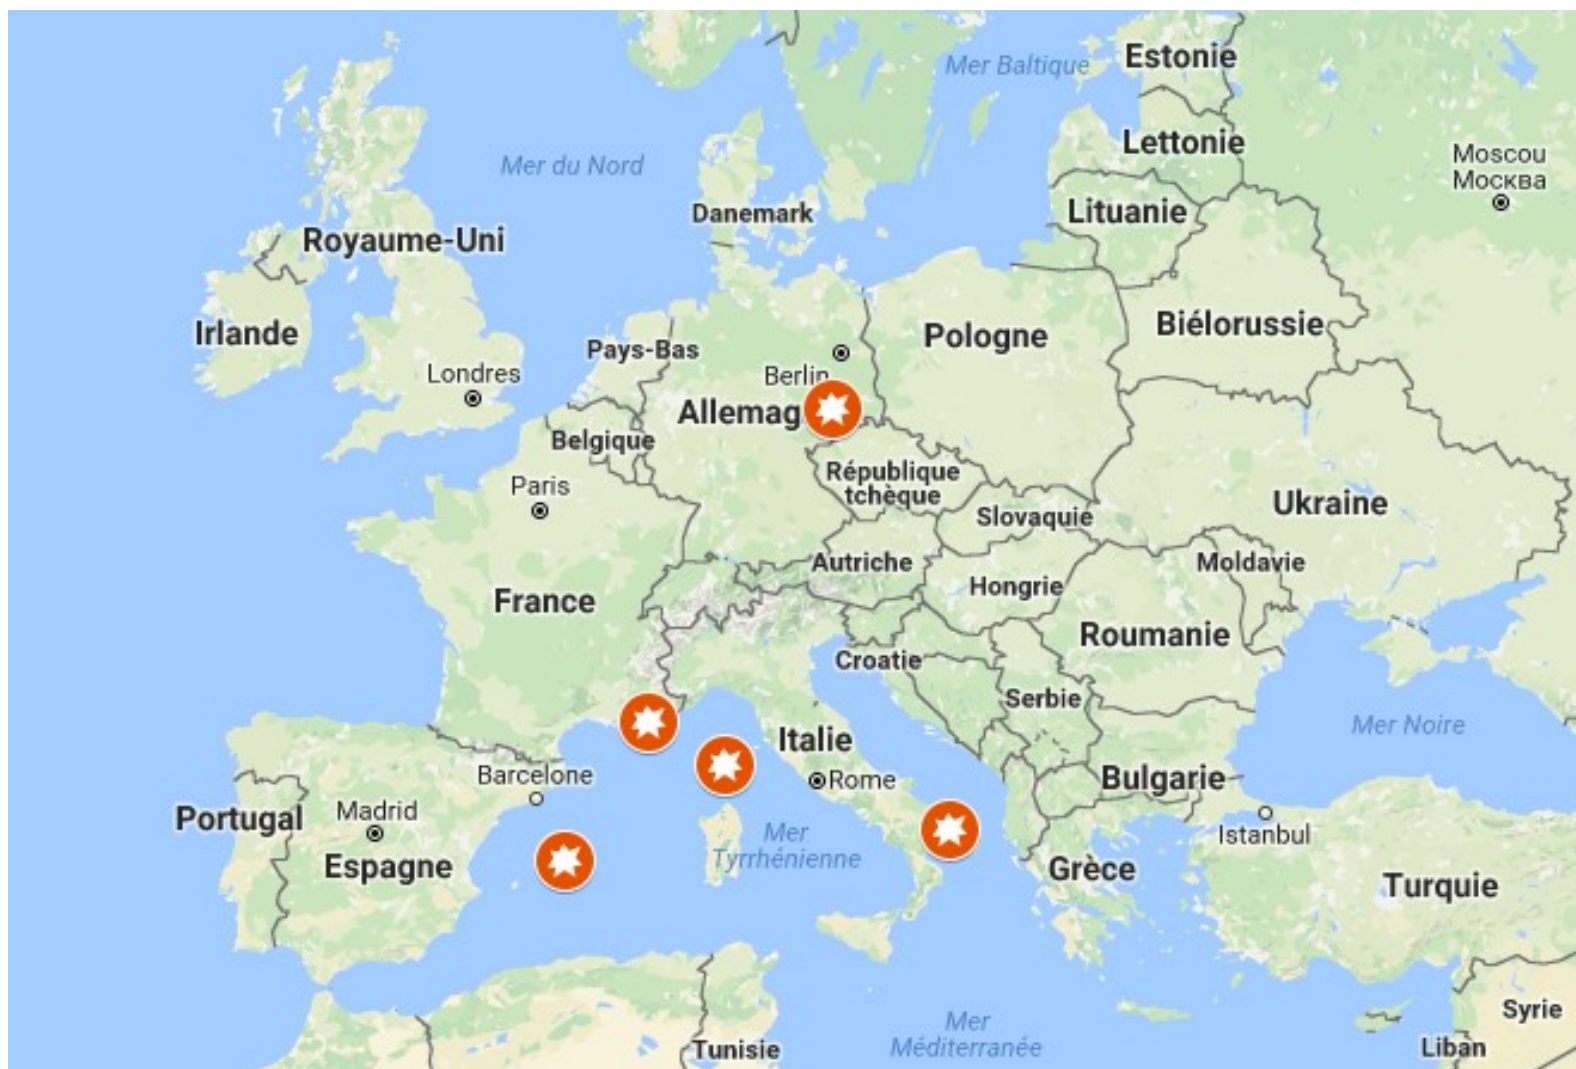 Estonie
Mer Baltique
Lettonie
Moscou
Москва
Mer du Nord
Danemark
Lituanie
Royaume-Uni
Irlande
Pays-Bas
Pologne
Biélorussie
Londres
Berlin
Allemag
Belgique
République
tchèque
Paris
Slovaquie
Ukraine
Autriche
Moldavie
Hongrie
France
Roumanie
Croatie
Serbie
Mer Noire
Italie
Barcelone
Rome
Bulgarie
Portugal
Madrid
Mer
Tyrrhénienne
Istanbul
Espagne
Grèce
Turquie
Syrie
Mer
Méditerranée
Tunisie
Liban